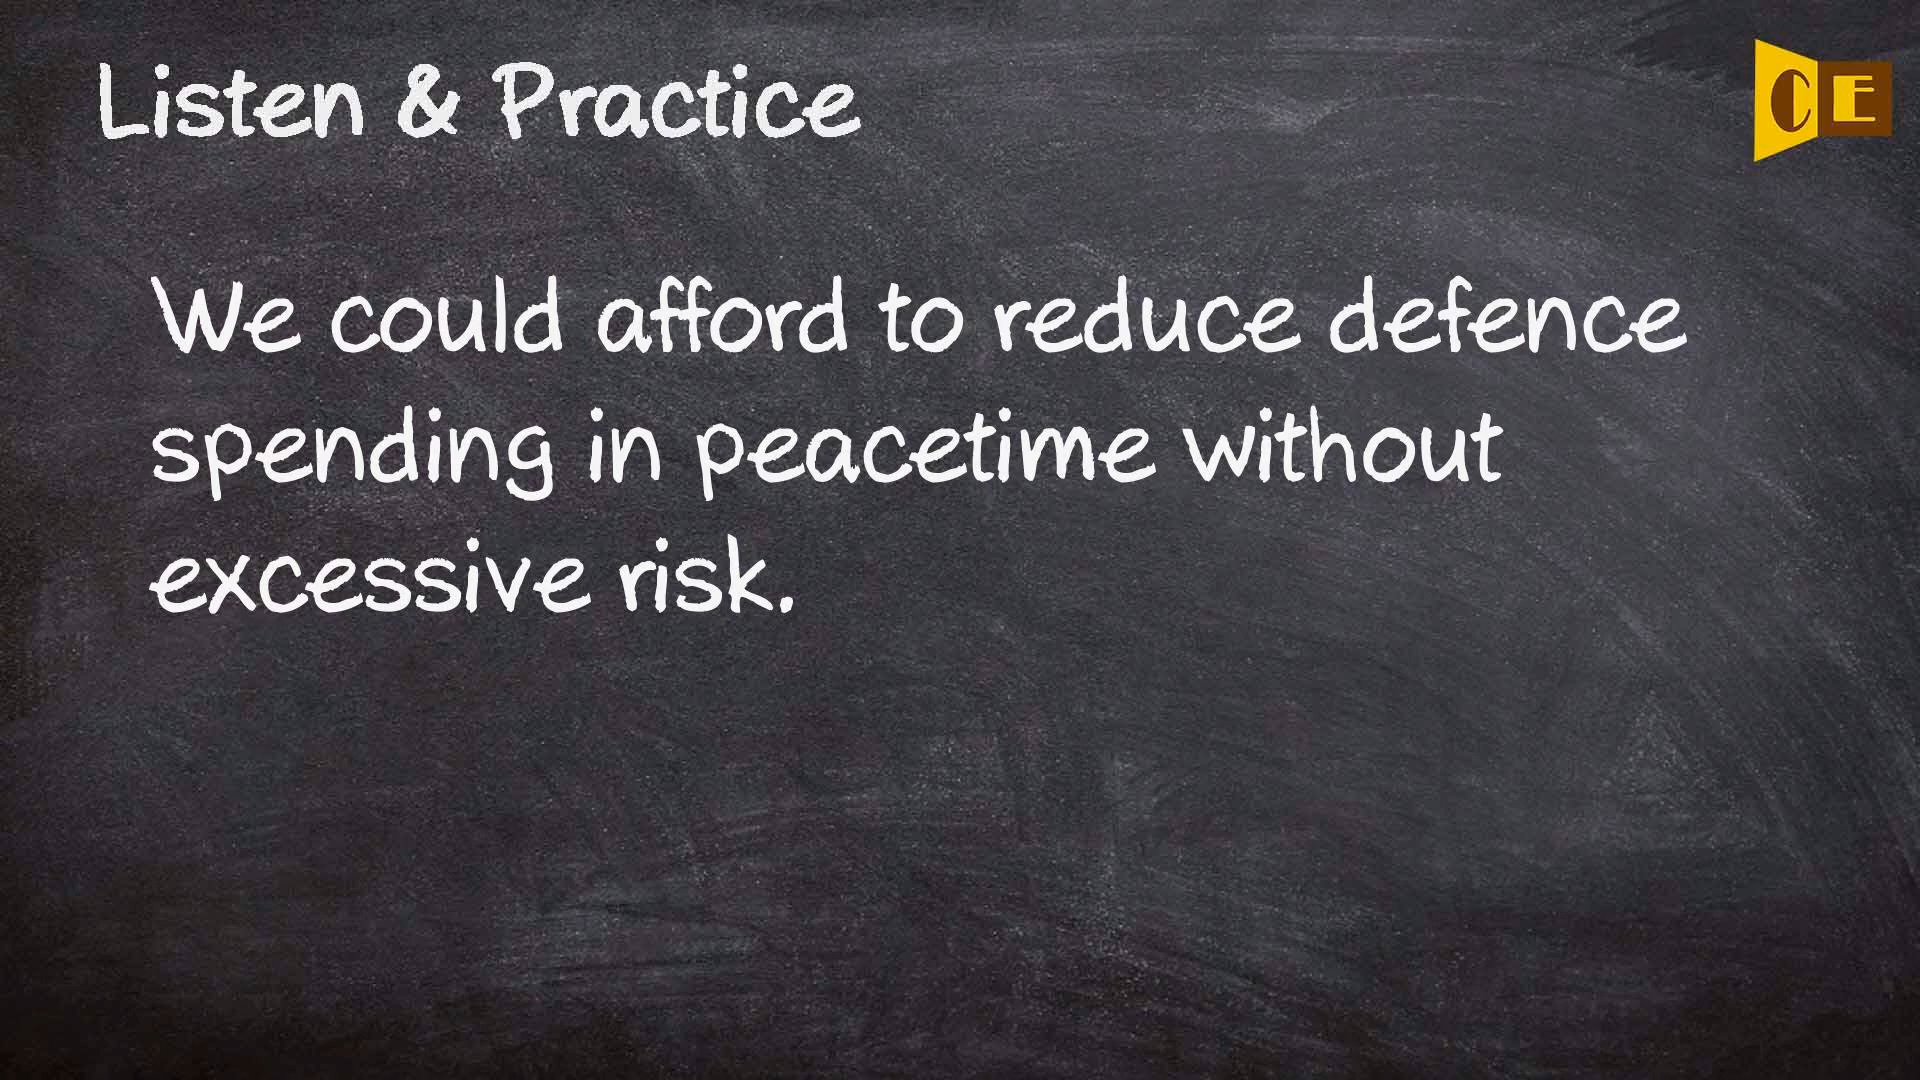 Listen & Practice
CE
We could afford to reduce defence
spending in peacetime without
excessive risk.